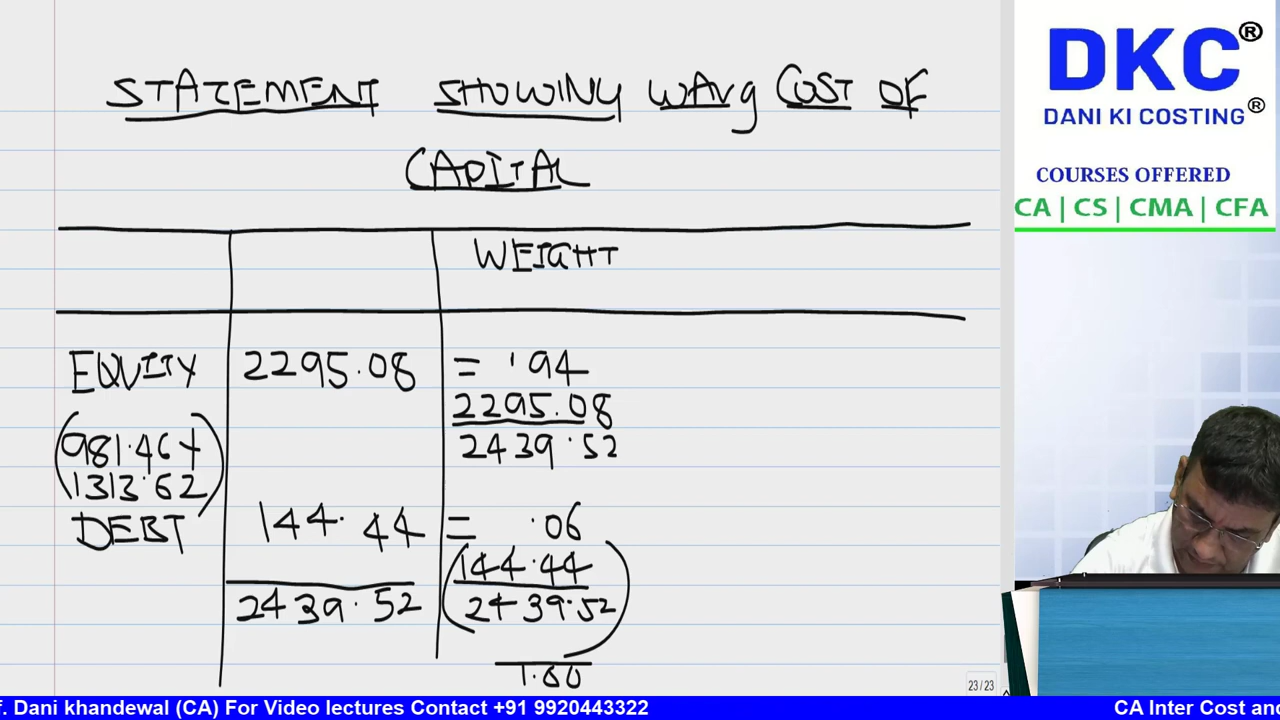 STATEMENT SHOWING WAVg COST OF
CAPITAL
WEIGHT
EQUITY 2295.08 = .94
2295.08
2439.52
(981.46+
1313.62)
DEBT 144.44 = .06
(144.44
2439.52)
2439.52
1.00
23/23
DKC®
DANI KI COSTING®
COURSES OFFERED
CA | CS | CMA | CFA
f. Dani khandewal (CA) For Video lectures Contact +91 9920443322
CA Inter Cost and